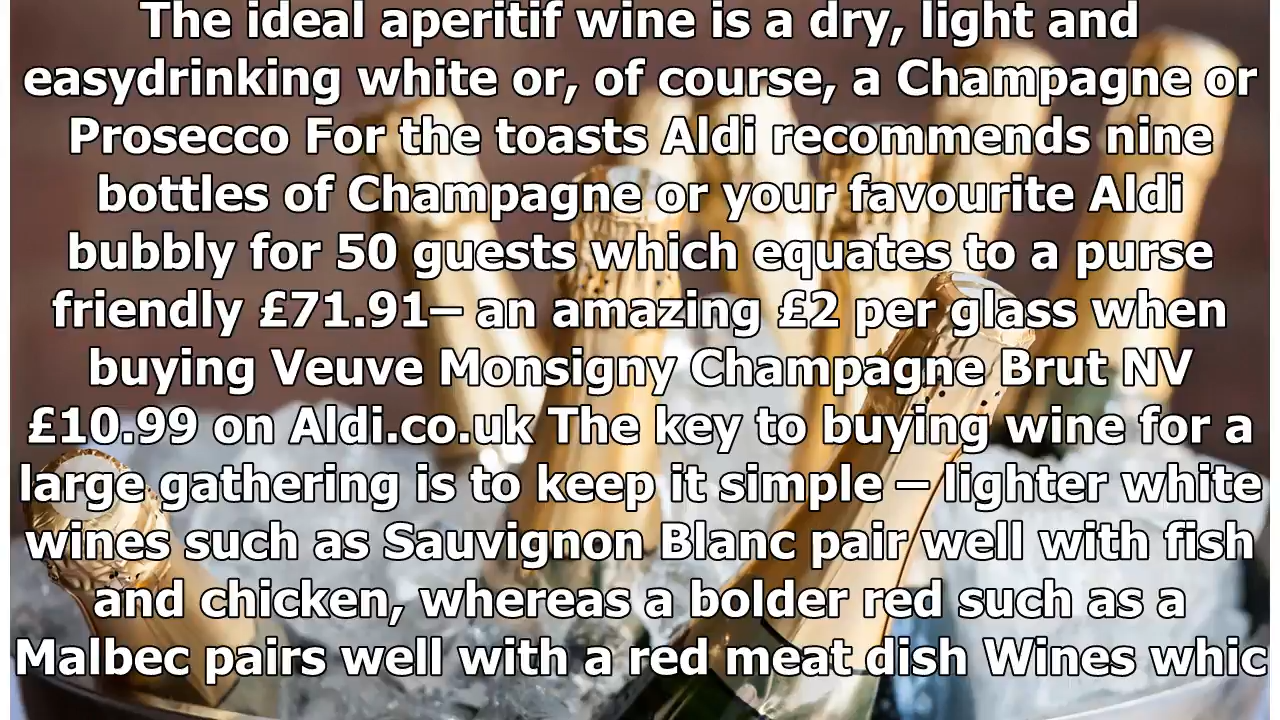 The ideal aperitif wine is a dry, light and
easydrinking white or, of course, a Champagne or
Prosecco For the toasts Aldi recommends nine
bottles of Champagne or your favourite Aldi
bubbly for 50 guests which equates to a purse
friendly £71.91– an amazing £2 per glass when
buying Veuve Monsigny Champagne Brut NV
£10.99 on Aldi.co.uk The key to buying wine for a
large gathering is to keep it simple – lighter white
wines such as Sauvignon Blanc pair well with fish
and chicken, whereas a bolder red such as a
Malbec pairs well with a red meat dish Wines whic